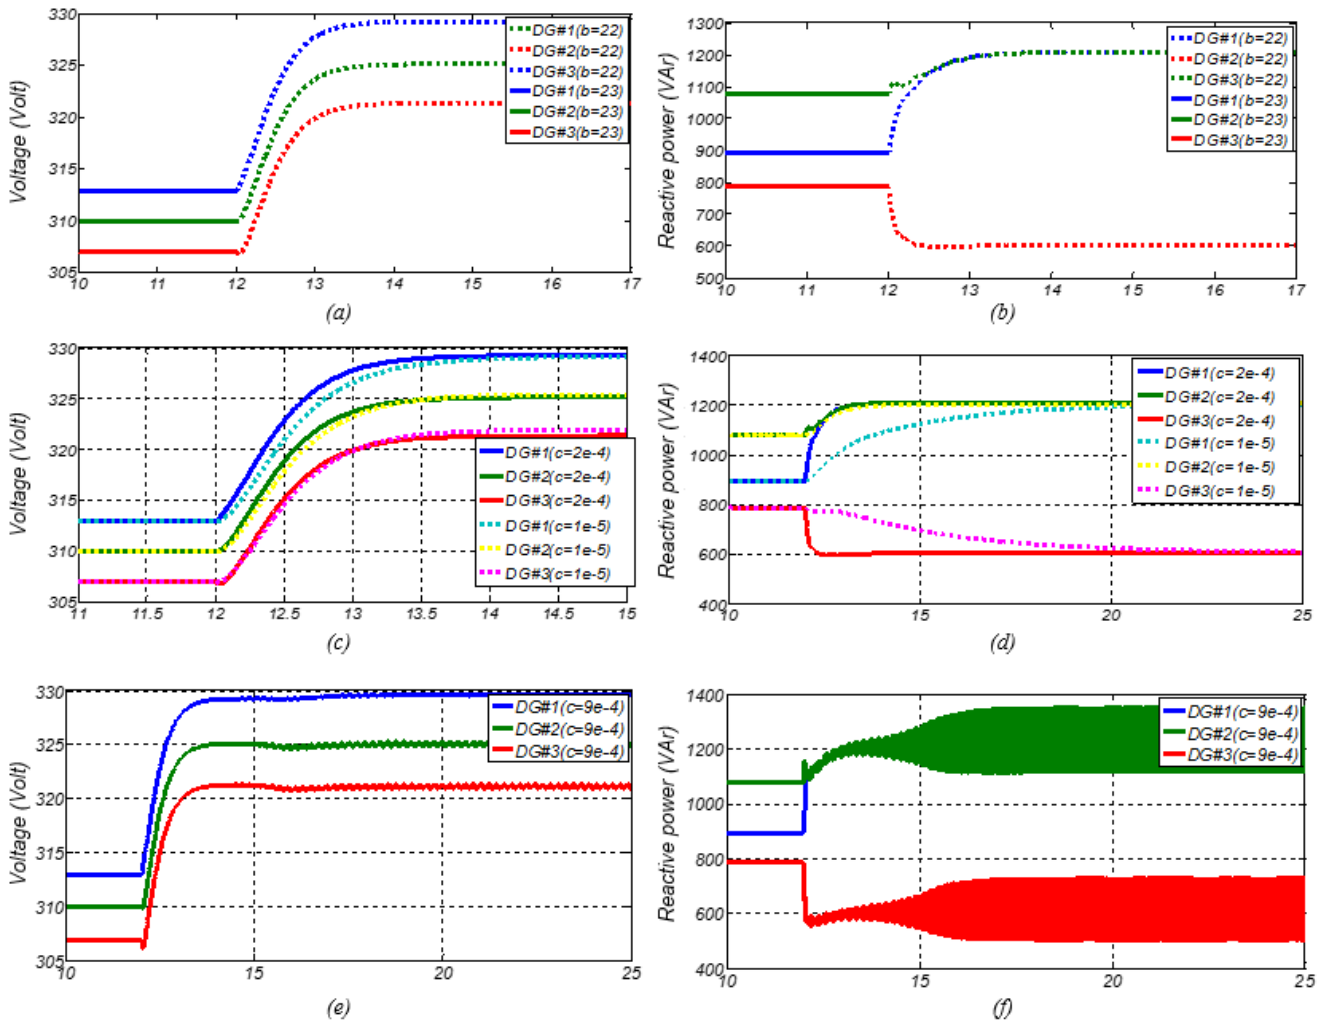 Voltage (Volt)
330
325
320
315
310
305
10 11 12 13 14 15 16 17
DG#1(b=22)
DG#2(b=22)
DG#3(b=22)
DG#1(b=23)
DG#2(b=23)
DG#3(b=23)
(a)
Reactive power (VAr)
1300
1200
1100
1000
900
800
700
600
500
10 11 12 13 14 15 16 17
DG#1(b=22)
DG#2(b=22)
DG#3(b=22)
DG#1(b=23)
DG#2(b=23)
DG#3(b=23)
(b)
Voltage (Volt)
330
325
320
315
310
305
11 11.5 12 12.5 13 13.5 14 14.5 15
DG#1(c=2e-4)
DG#2(c=2e-4)
DG#3(c=2e-4)
DG#1(c=1e-5)
DG#2(c=1e-5)
DG#3(c=1e-5)
(c)
Reactive power (VAr)
1400
1200
1000
800
600
400
10 15 20 25
DG#1(c=2e-4)
DG#2(c=2e-4)
DG#3(c=2e-4)
DG#1(c=1e-5)
DG#2(c=1e-5)
DG#3(c=1e-5)
(d)
Voltage (Volt)
330
325
320
315
310
305
10 15 20 25
DG#1(c=9e-4)
DG#2(c=9e-4)
DG#3(c=9e-4)
(e)
Reactive power (VAr)
1400
1200
1000
800
600
400
10 15 20 25
DG#1(c=9e-4)
DG#2(c=9e-4)
DG#3(c=9e-4)
(f)